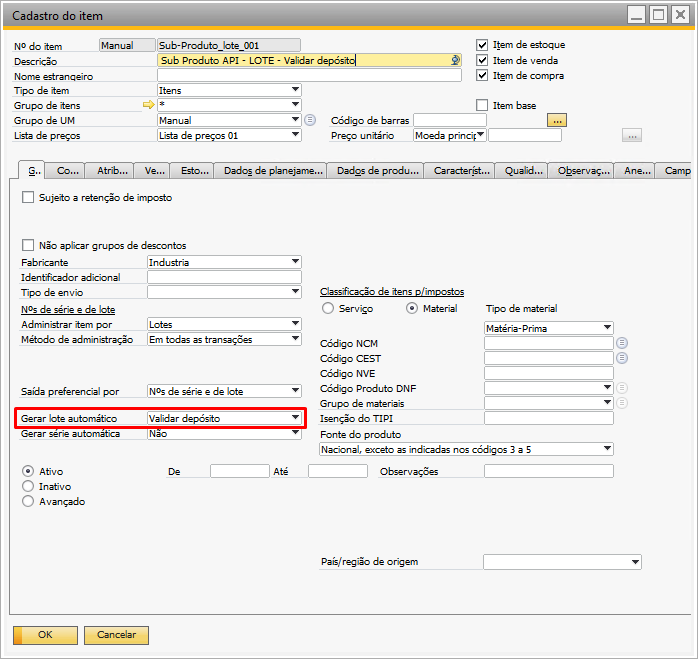 Cadastro do item
Nº do item Manual Sub-Produto_lote_001
Descrição Sub Produto API - LOTE - Validar depósito
Nome estrangeiro
Tipo de item Itens
Grupo de itens *
Grupo de UM Manual
Lista de preços Lista de preços 01
Item de estoque
Item de venda
Item de compra
Item base
Código de barras ...
Preço unitário Moeda princip ...
G.. Co... Atrib... Ve... Esto... Dados de planejame... Dados de produ... Característ... Qualid... Observaç... Ane... Camp
Sujeito a retenção de imposto
Não aplicar grupos de descontos
Fabricante Industria
Identificador adicional
Tipo de envio
Nºs de série e de lote
Administrar item por Lotes
Método de administração Em todas as transações
Saída preferencial por Nºs de série e de lote
Gerar lote automático Validar depósito
Gerar série automática Não
Classificação de itens p/impostos
Serviço Material Tipo de material
Matéria-Prima
Código NCM
Código CEST
Código NVE
Código Produto DNF
Grupo de materiais
Isenção do TIPI
Fonte do produto
Nacional, exceto as indicadas nos códigos 3 a 5
Ativo De Até Observações
Inativo
Avançado
País/região de origem
OK Cancelar